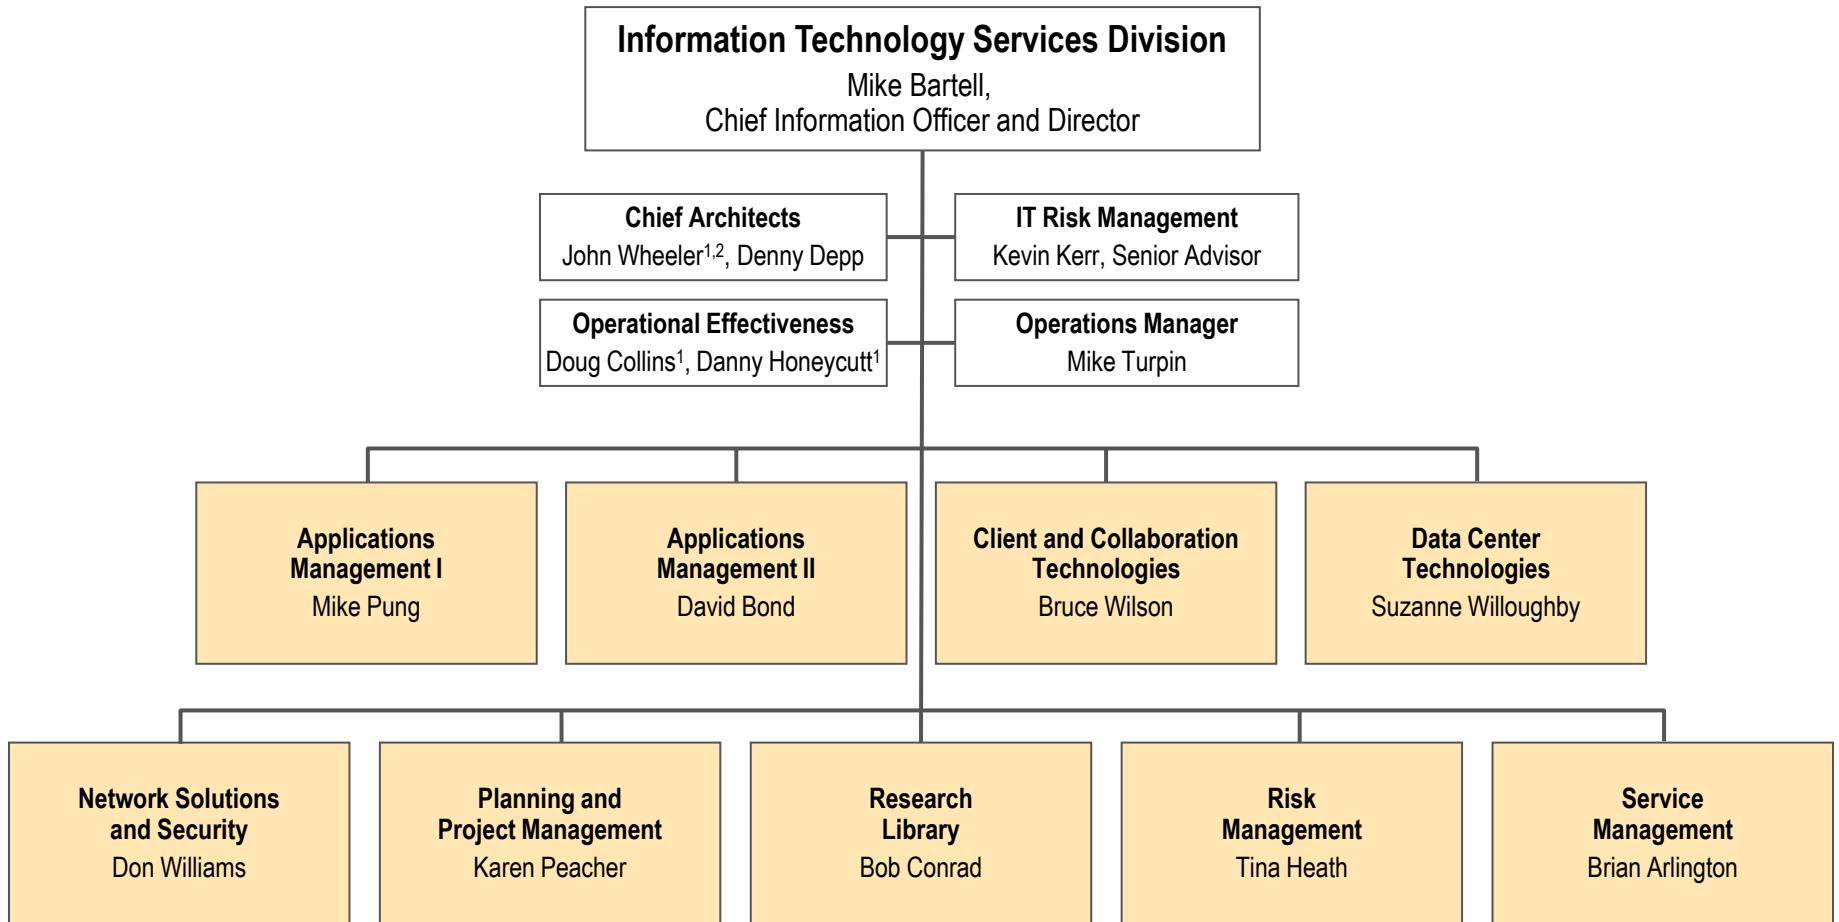 Information Technology Services Division
Mike Bartell,
Chief Information Officer and Director
Chief Architects
John Wheeler1,2, Denny Depp
IT Risk Management
Kevin Kerr, Senior Advisor
Operational Effectiveness
Doug Collins1, Danny Honeycutt1
Operations Manager
Mike Turpin
Applications
Management I
Mike Pung
Applications
Management II
David Bond
Client and Collaboration
Technologies
Bruce Wilson
Data Center
Technologies
Suzanne Willoughby
Network Solutions
and Security
Don Williams
Planning and
Project Management
Karen Peacher
Research
Library
Bob Conrad
Risk
Management
Tina Heath
Service
Management
Brian Arlington